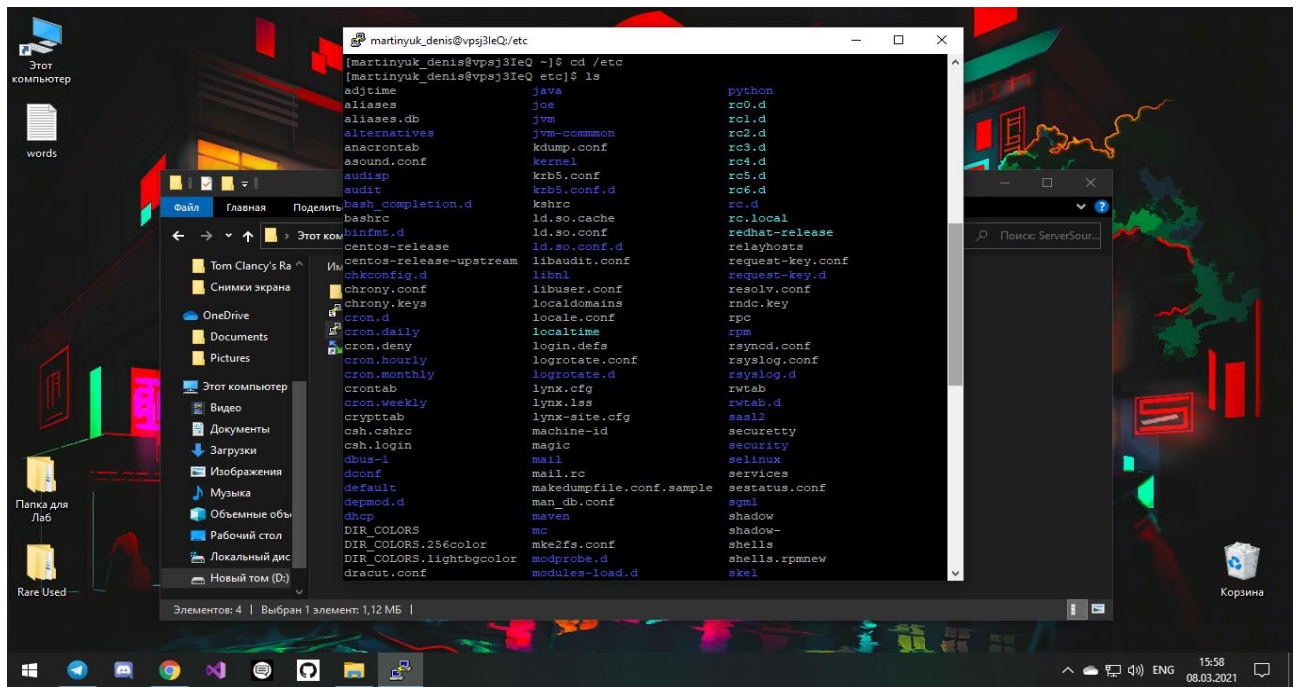 Этот
компьютер
words
Папка для
Лаб
Rare Used
martinyuk_denis@vpsj3IeQ:/etc
[martinyuk_denis@vpsj3IeQ ~]$ cd /etc
[martinyuk_denis@vpsj3IeQ etc]$ ls
adjtime java python
aliases joe rc0.d
aliases.db jvm rc1.d
alternatives jvm-commmon rc2.d
anacrontab kdump.conf rc3.d
asound.conf kernel rc4.d
audisp krb5.conf rc5.d
audit krb5.conf.d rc6.d
bash_completion.d kshrc rc.d
bashrc ld.so.cache rc.local
binfmt.d ld.so.conf redhat-release
centos-release ld.so.conf.d relayhosts
centos-release-upstream libaudit.conf request-key.conf
chkconfig.d libnl request-key.d
chrony.conf libuser.conf resolv.conf
chrony.keys localdomains rndc.key
cron.d locale.conf rpc
cron.daily localtime rpm
cron.deny login.defs rsyncd.conf
cron.hourly logrotate.conf rsyslog.conf
cron.monthly logrotate.d rsyslog.d
crontab lynx.cfg rwtab
cron.weekly lynx.lss rwtab.d
crypttab lynx-site.cfg sasl2
csh.cshrc machine-id securetty
csh.login magic security
dbus-1 mail selinux
dconf mail.rc services
default makedumpfile.conf.sample sestatus.conf
depmod.d man_db.conf sgml
dhcp maven shadow
DIR_COLORS mc shadow-
DIR_COLORS.256color mke2fs.conf shells
DIR_COLORS.lightbgcolor modprobe.d shells.rpmnew
dracut.conf modules-load.d skel
Файл Главная Поделить
Этот ком
Поиск: ServerSour...
Им
Tom Clancy's Ra
Снимки экрана
OneDrive
Documents
Pictures
Этот компьютер
Видео
Документы
Загрузки
Изображения
Музыка
Объемные объ
Рабочий стол
Локальный дис
Новый том (D:)
Элементов: 4 | Выбран 1 элемент: 1,12 МБ |
Корзина
ENG
15:58
08.03.2021